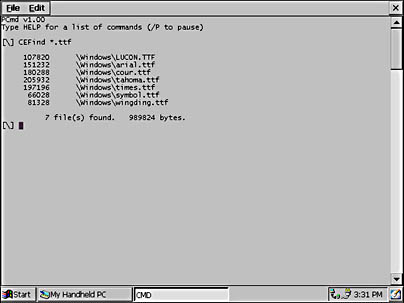 File Edit
PCmd v1.00
Type HELP for a list of commands (/P to pause)
[\] CEFind *.ttf
107820 \Windows\LUCON.TTF
151232 \Windows\arial.ttf
180288 \Windows\cour.ttf
205932 \Windows\tahoma.ttf
197196 \Windows\times.ttf
66028 \Windows\symbol.ttf
81328 \Windows\wingding.ttf
7 file(s) found. 989824 bytes.
[\]
Start My Handheld PC CMD 3:31 PM